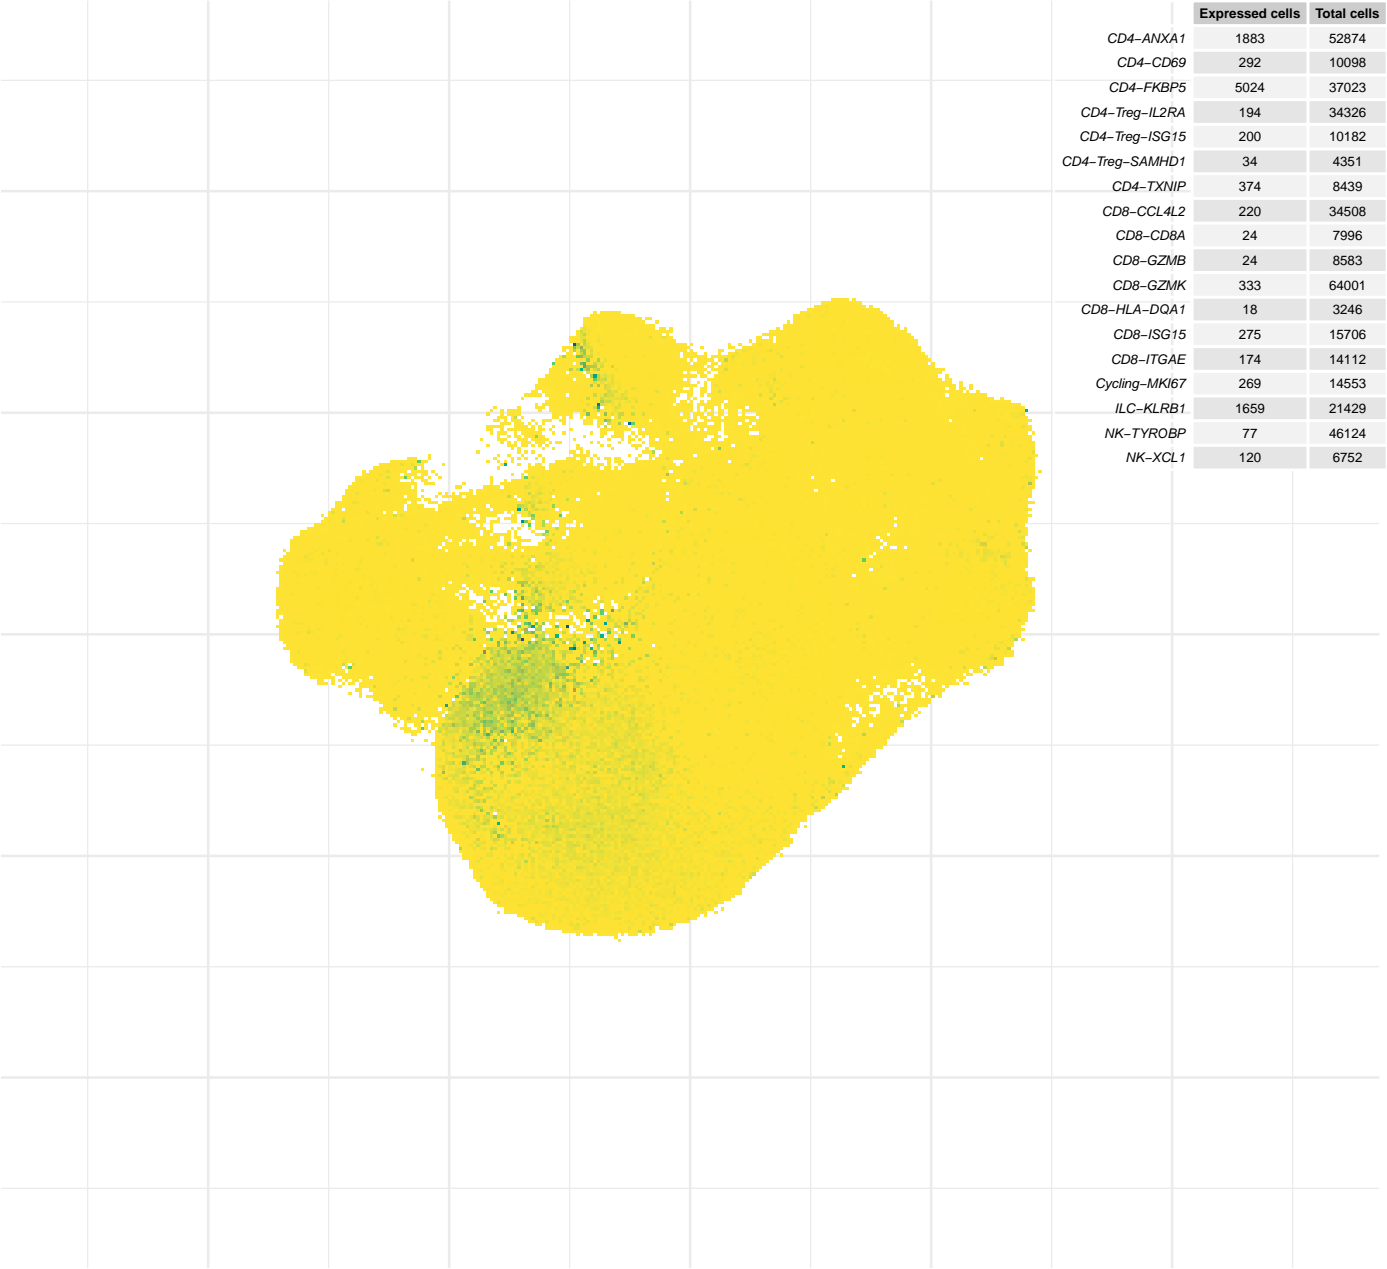 Expressed cells Total cells
CD4−ANXA1 1883 52874
CD4−CD69 292 10098
CD4−FKBP5 5024 37023
CD4−Treg−IL2RA 194 34326
CD4−Treg−ISG15 200 10182
CD4−Treg−SAMHD1 34 4351
CD4−TXNIP 374 8439
CD8−CCL4L2 220 34508
CD8−CD8A 24 7996
CD8−GZMB 24 8583
CD8−GZMK 333 64001
CD8−HLA−DQA1 18 3246
CD8−ISG15 275 15706
CD8−ITGAE 174 14112
Cycling−MKI67 269 14553
ILC−KLRB1 1659 21429
NK−TYROBP 77 46124
NK−XCL1 120 6752